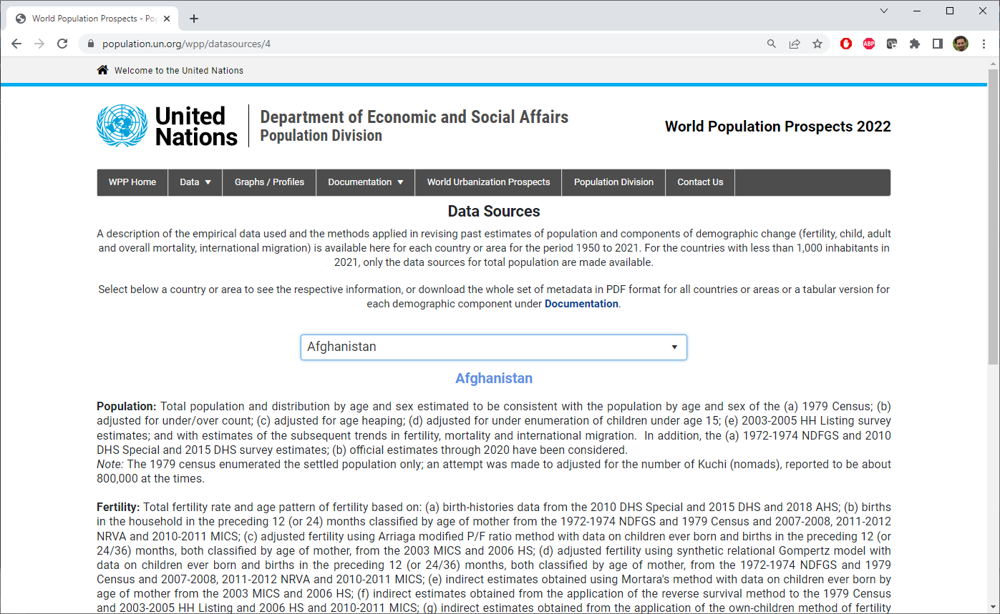 World Population Prospects - Po
population.un.org/wpp/datasources/4
ABP
Welcome to the United Nations
United
Nations
Department of Economic and Social Affairs
Population Division
World Population Prospects 2022
WPP Home Data Graphs / Profiles Documentation World Urbanization Prospects Population Division Contact Us
Data Sources
A description of the empirical data used and the methods applied in revising past estimates of population and components of demographic change (fertility, child, adult
and overall mortality, international migration) is available here for each country or area for the period 1950 to 2021. For the countries with less than 1,000 inhabitants in
2021, only the data sources for total population are made available.
Select below a country or area to see the respective information, or download the whole set of metadata in PDF format for all countries or areas or a tabular version for
each demographic component under Documentation.
Afghanistan
Afghanistan
Population: Total population and distribution by age and sex estimated to be consistent with the population by age and sex of the (a) 1979 Census; (b)
adjusted for under/over count; (c) adjusted for age heaping; (d) adjusted for under enumeration of children under age 15; (e) 2003-2005 HH Listing survey
estimates; and with estimates of the subsequent trends in fertility, mortality and international migration. In addition, the (a) 1972-1974 NDFGS and 2010
DHS Special and 2015 DHS survey estimates; (b) official estimates through 2020 have been considered.
Note: The 1979 census enumerated the settled population only; an attempt was made to adjusted for the number of Kuchi (nomads), reported to be about
800,000 at the times.
Fertility: Total fertility rate and age pattern of fertility based on: (a) birth-histories data from the 2010 DHS Special and 2015 DHS and 2018 AHS; (b) births
in the household in the preceding 12 (or 24) months classified by age of mother from the 1972-1974 NDFGS and 1979 Census and 2007-2008, 2011-2012
NRVA and 2010-2011 MICS; (c) adjusted fertility using Arriaga modified P/F ratio method with data on children ever born and births in the preceding 12 (or
24/36) months, both classified by age of mother, from the 2003 MICS and 2006 HS; (d) adjusted fertility using synthetic relational Gompertz model with
data on children ever born and births in the preceding 12 (or 24/36) months, both classified by age of mother, from the 1972-1974 NDFGS and 1979
Census and 2007-2008, 2011-2012 NRVA and 2010-2011 MICS; (e) indirect estimates obtained using Mortara's method with data on children ever born by
age of mother from the 2003 MICS and 2006 HS; (f) indirect estimates obtained from the application of the reverse survival method to the 1979 Census
and 2003-2005 HH Listing and 2006 HS and 2010-2011 MICS; (g) indirect estimates obtained from the application of the own-children method of fertility